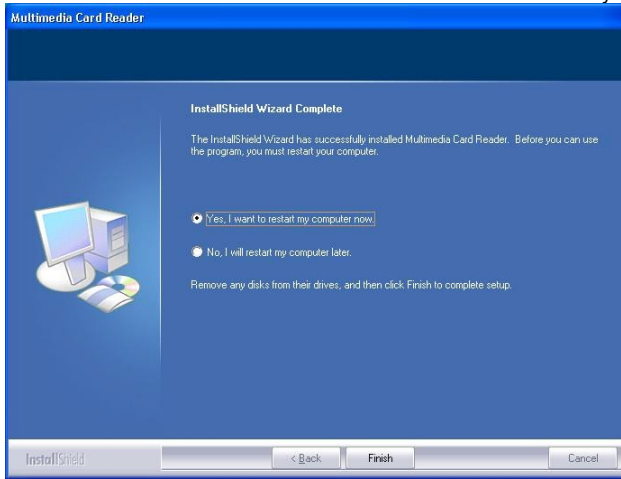 Multimedia Card Reader
InstallShield Wizard Complete
The InstallShield Wizard has successfully installed Multimedia Card Reader. Before you can use
the program, you must restart your computer.
Yes, I want to restart my computer now.
No, I will restart my computer later.
Remove any disks from their drives, and then click Finish to complete setup.
InstallShield
< Back
Finish
Cancel